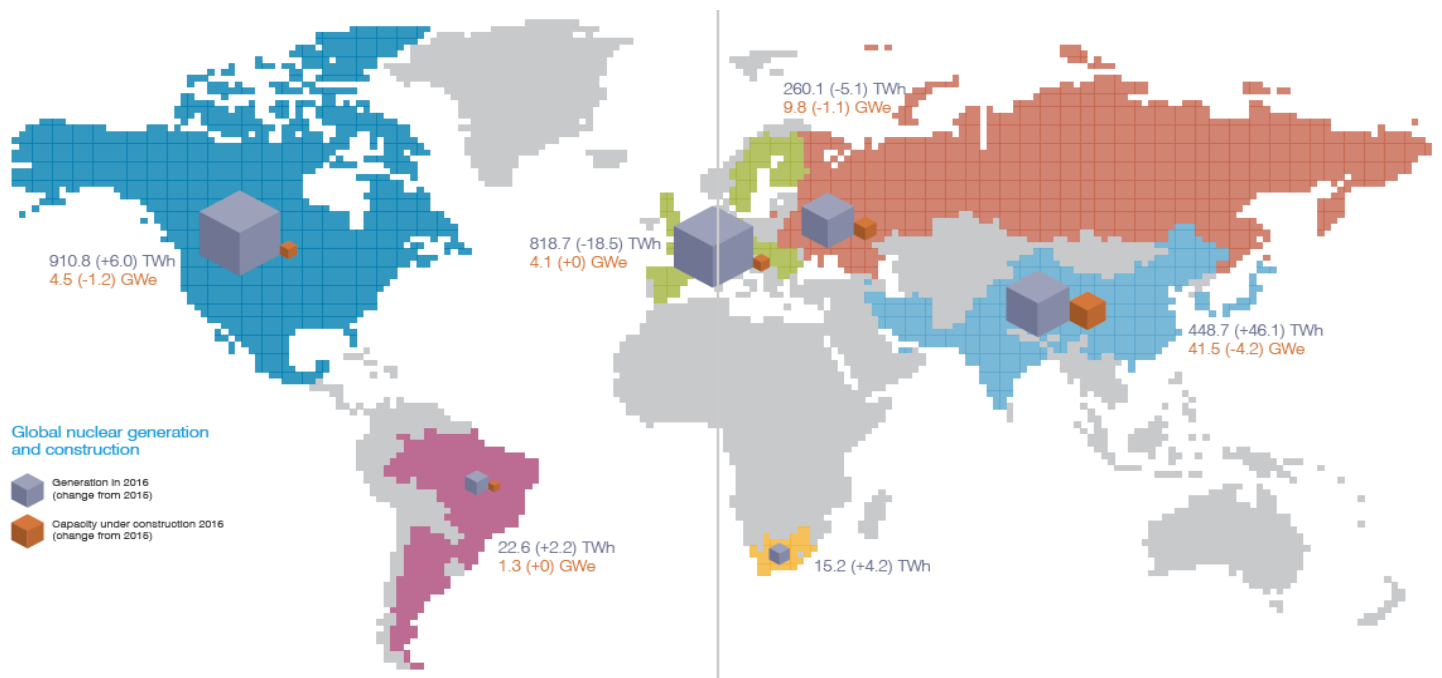 260.1 (-5.1) TWh
9.8 (-1.1) GWe
818.7 (-18.5) TWh
4.1 (+0) GWe
910.8 (+6.0) TWh
4.5 (-1.2) GWe
448.7 (+46.1) TWh
41.5 (-4.2) GWe
Global nuclear generation
and construction
Generation in 2016
(change from 2015)
Capacity under construction 2016
(change from 2015)
22.6 (+2.2) TWh
1.3 (+0) GWe
15.2 (+4.2) TWh